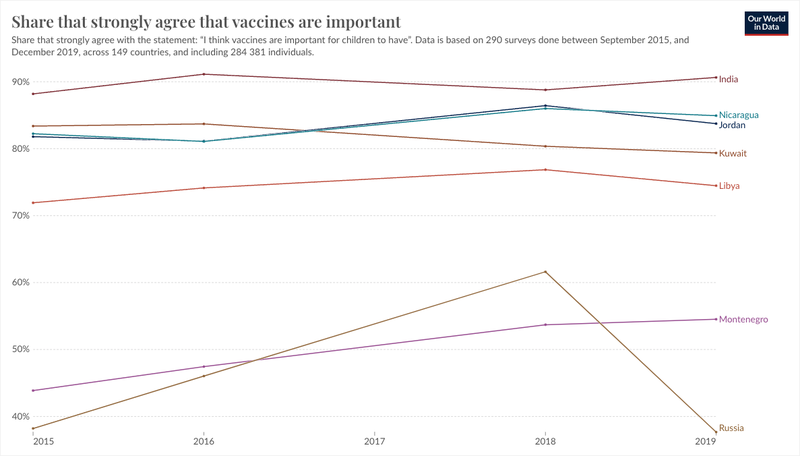 Share that strongly agree that vaccines are important
Share that strongly agree with the statement: "I think vaccines are important for children to have". Data is based on 290 surveys done between September 2015, and
December 2019, across 149 countries, and including 284 381 individuals.
Our World
in Data
90%
80%
70%
60%
50%
40%
India
Nicaragua
Jordan
Kuwait
Libya
Montenegro
Russia
2015
2016
2017
2018
2019